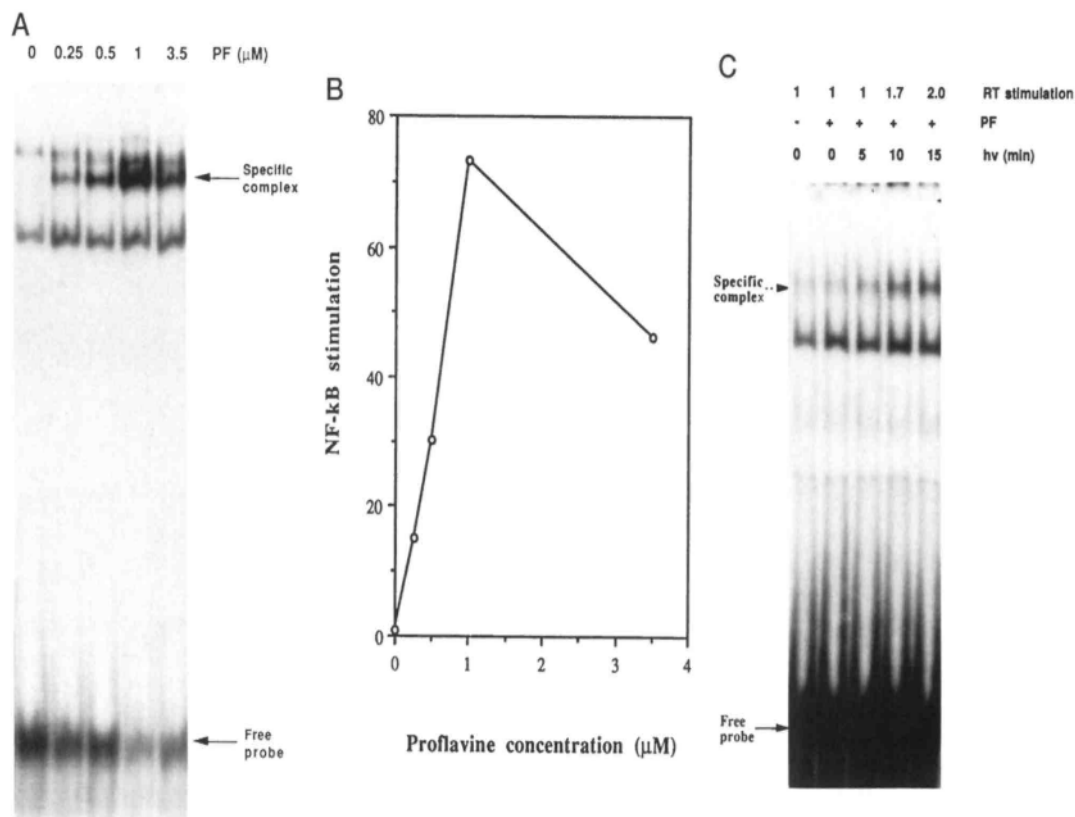 A
0 0.25 0.5 1 3.5 PF (μM)
Specific
complex
Free
probe
B
80
60
40
20
0
NF-kB stimulation
0 1 2 3 4
Proflavine concentration (μM)
C
1 1 1 1.7 2.0 RT stimulation
- + + + + PF
0 0 5 10 15 hv (min)
Specific..
complex
Free
probe